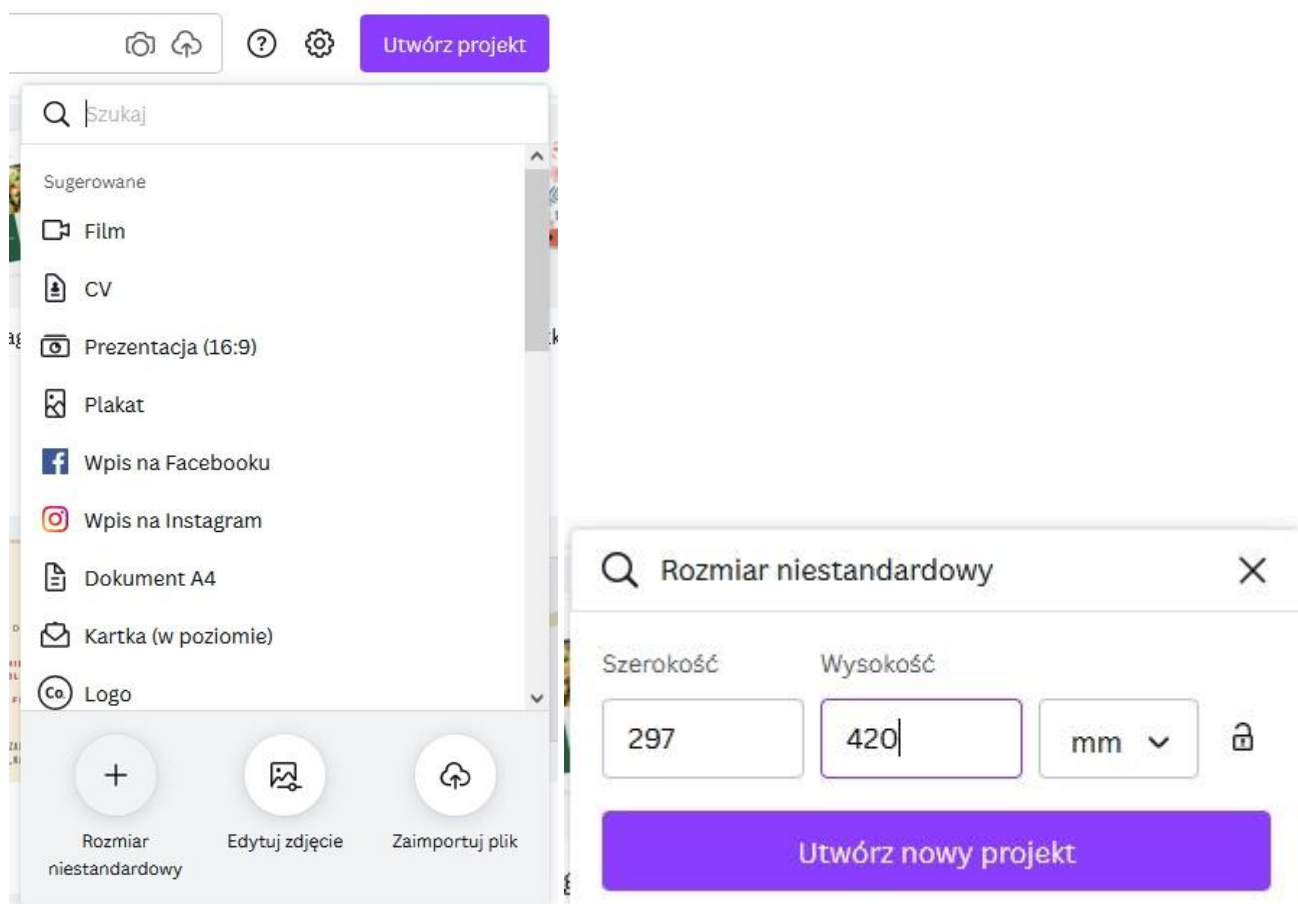 Utwórz projekt
Szukaj
Sugerowane
Film
CV
Prezentacja (16:9)
Plakat
Wpis na Facebooku
Wpis na Instagram
Dokument A4
Kartka (w poziomie)
Co. Logo
Rozmiar niestandardowy
Edytuj zdjęcie
Zaimportuj plik
Rozmiar niestandardowy
Szerokość Wysokość
297 420 mm
Utwórz nowy projekt